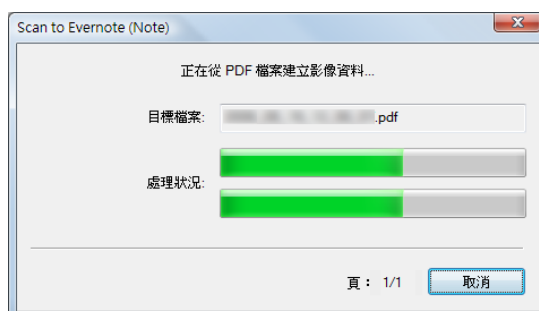 Scan to Evernote (Note)
正在從 PDF 檔案建立影像資料...
目標檔案: .pdf
處理狀況:
頁： 1/1 取消